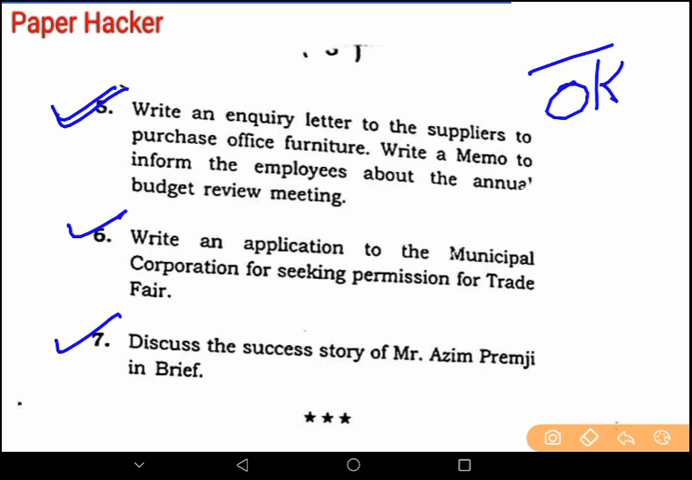 Paper Hacker
OK
5. Write an enquiry letter to the suppliers to
purchase office furniture. Write a Memo to
inform the employees about the annual
budget review meeting.
6. Write an application to the Municipal
Corporation for seeking permission for Trade
Fair.
7. Discuss the success story of Mr. Azim Premji
in Brief.
★★★